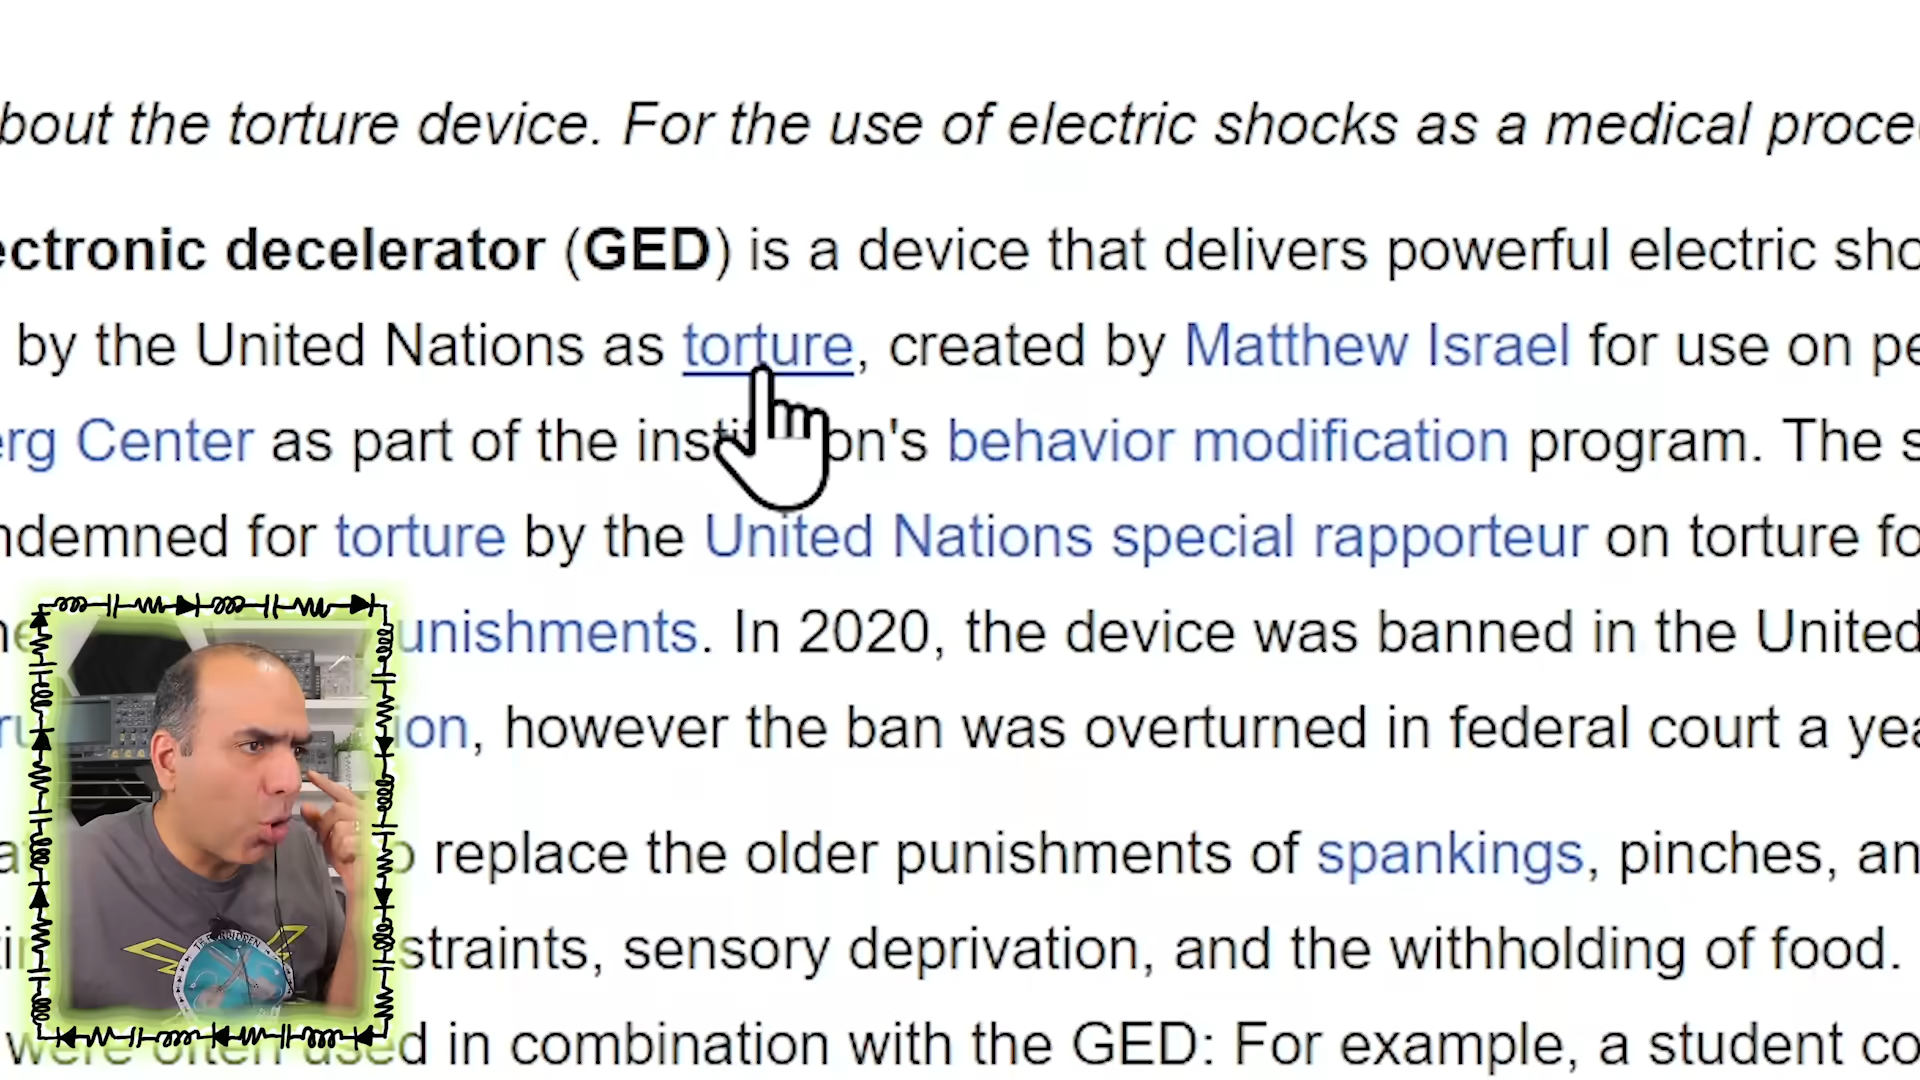 bout the torture device. For the use of electric shocks as a medical proce
ectronic decelerator (GED) is a device that delivers powerful electric sho
by the United Nations as torture, created by Matthew Israel for use on pe
erg Center as part of the on's behavior modification program. The s
ndemned for torture by the United Nations special rapporteur on torture fo
unishments. In 2020, the device was banned in the United
ion, however the ban was overturned in federal court a yea
o replace the older punishments of spankings, pinches, an
straints, sensory deprivation, and the withholding of food.
were often used in combination with the GED: For example, a student co